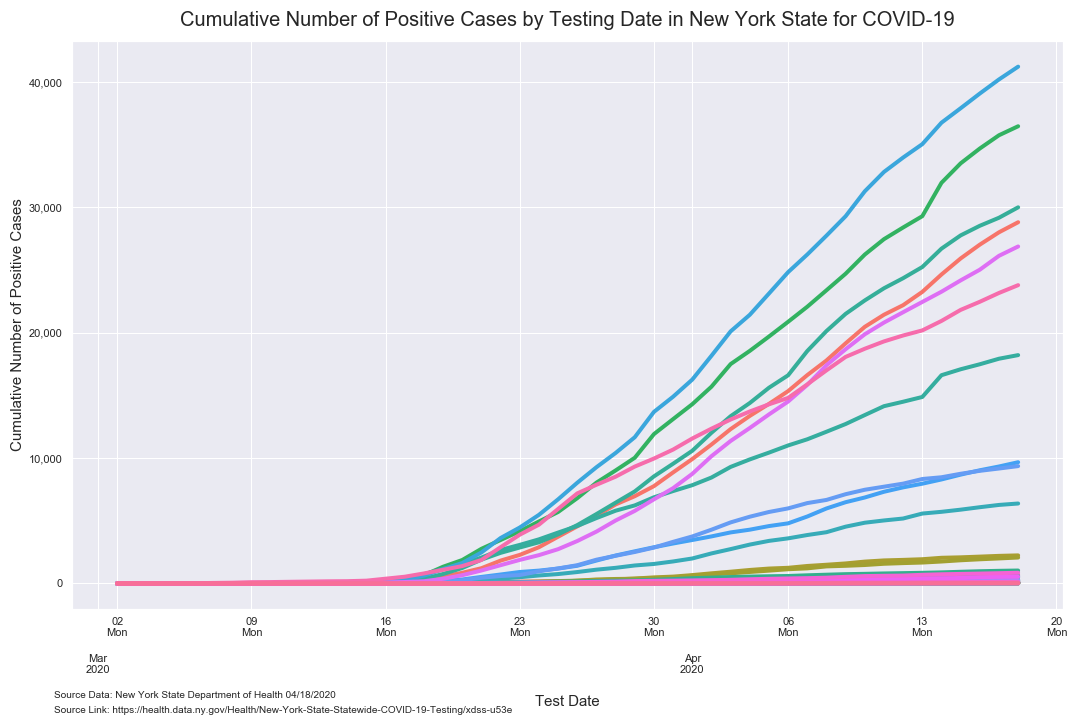 Cumulative Number of Positive Cases by Testing Date in New York State for COVID-19
Cumulative Number of Positive Cases
40,000
30,000
20,000
10,000
0
02 09 16 23 30 06 13 20
Mon Mon Mon Mon Mon Mon Mon Mon
Mar Apr
2020 2020
Test Date
Source Data: New York State Department of Health 04/18/2020
Source Link: https://health.data.ny.gov/Health/New-York-State-Statewide-COVID-19-Testing/xdss-u53e